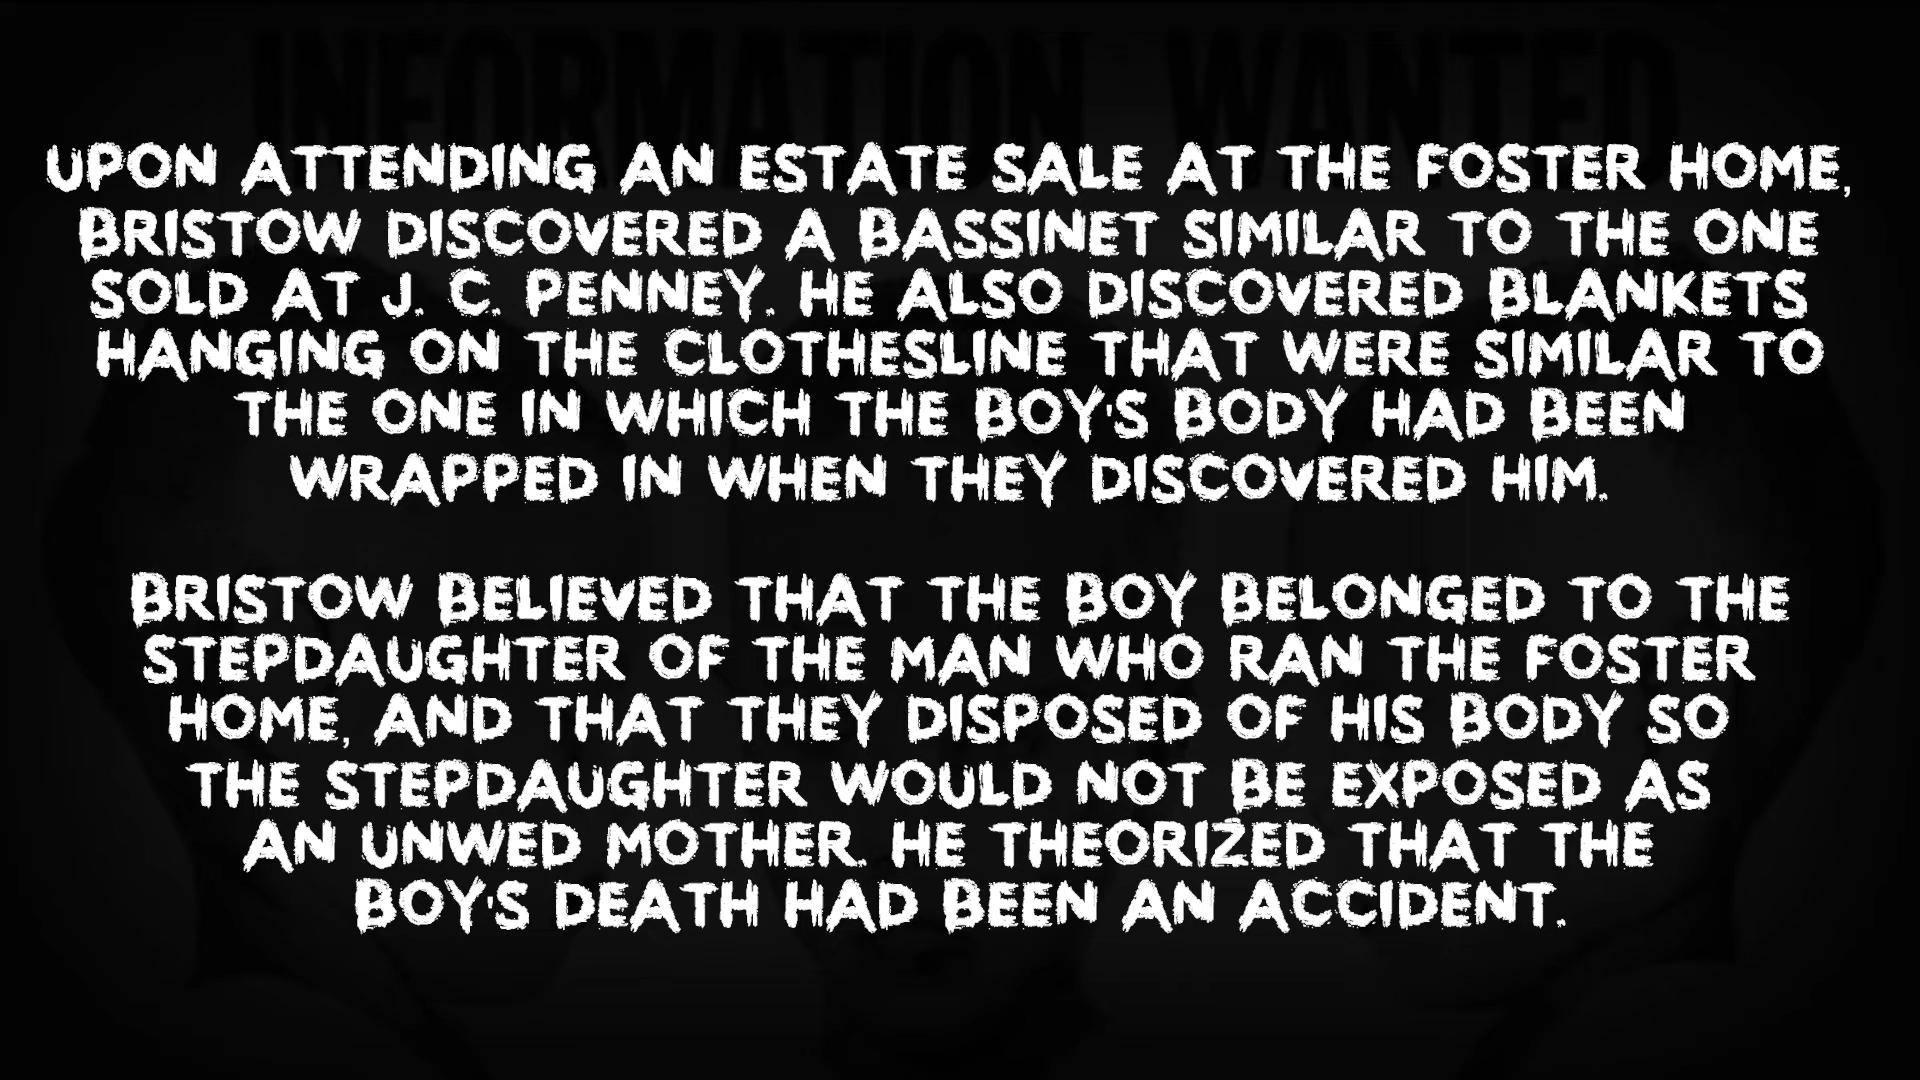 INFORMATION WANTED
UPON ATTENDING AN ESTATE SALE AT THE FOSTER HOME,
BRISTOW DISCOVERED A BASSINET SIMILAR TO THE ONE
SOLD AT J. C. PENNEY. HE ALSO DISCOVERED BLANKETS
HANGING ON THE CLOTHESLINE THAT WERE SIMILAR TO
THE ONE IN WHICH THE BOY'S BODY HAD BEEN
WRAPPED IN WHEN THEY DISCOVERED HIM.
BRISTOW BELIEVED THAT THE BOY BELONGED TO THE
STEPDAUGHTER OF THE MAN WHO RAN THE FOSTER
HOME, AND THAT THEY DISPOSED OF HIS BODY SO
THE STEPDAUGHTER WOULD NOT BE EXPOSED AS
AN UNWED MOTHER. HE THEORIZED THAT THE
BOY'S DEATH HAD BEEN AN ACCIDENT.